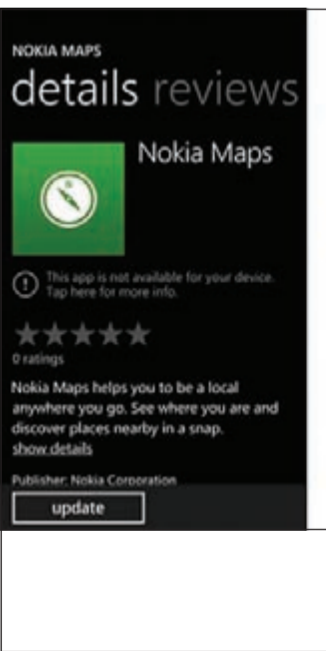 NOKIA MAPS
details reviews
Nokia Maps
This app is not available for your device.
Tap here for more info.
0 ratings
Nokia Maps helps you to be a local
anywhere you go. See where you are and
discover places nearby in a snap.
show details
Publisher: Nokia Corporation
update